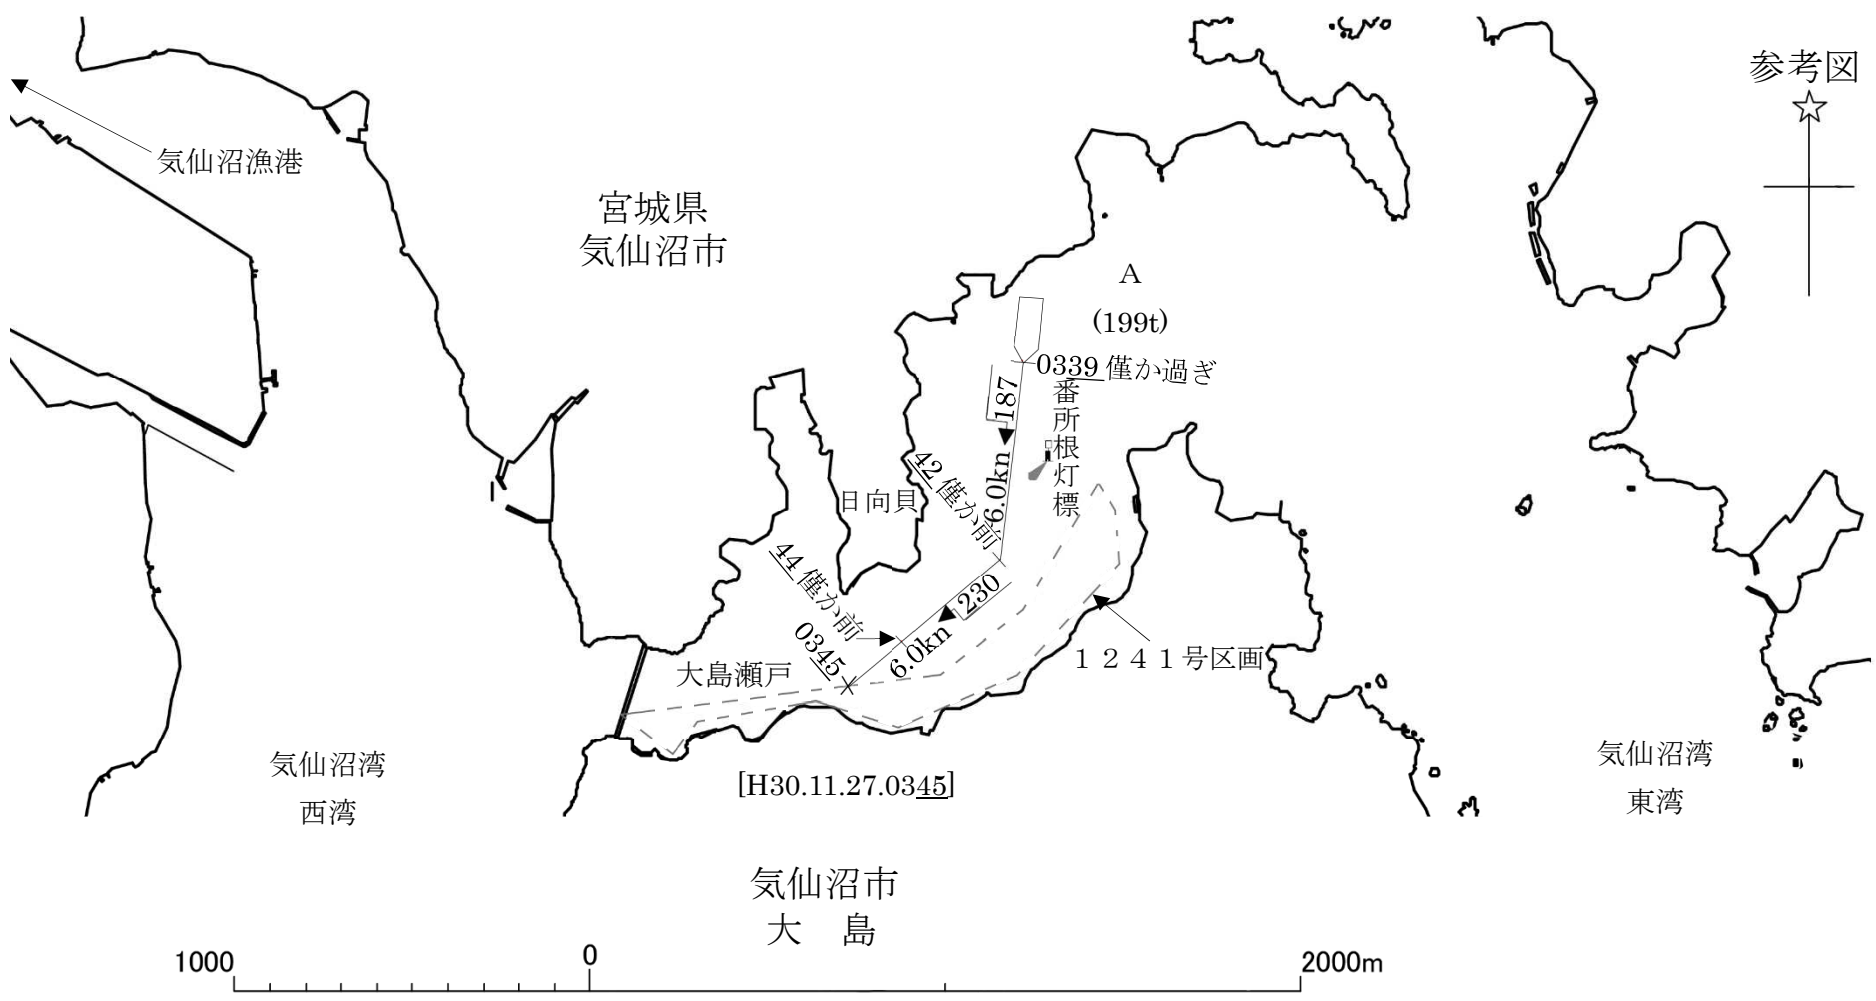 参考図
気仙沼漁港
宮城県
気仙沼市
A
(199t)
0339 僅か過ぎ
187
6.0kn
番所根灯標
日向貝
42 僅か前
230
6.0kn
44 僅か前
0345
大島瀬戸
1241号区画
気仙沼湾
西湾
[H30.11.27.0345]
気仙沼湾
東湾
気仙沼市
大 島
1000
0
2000m